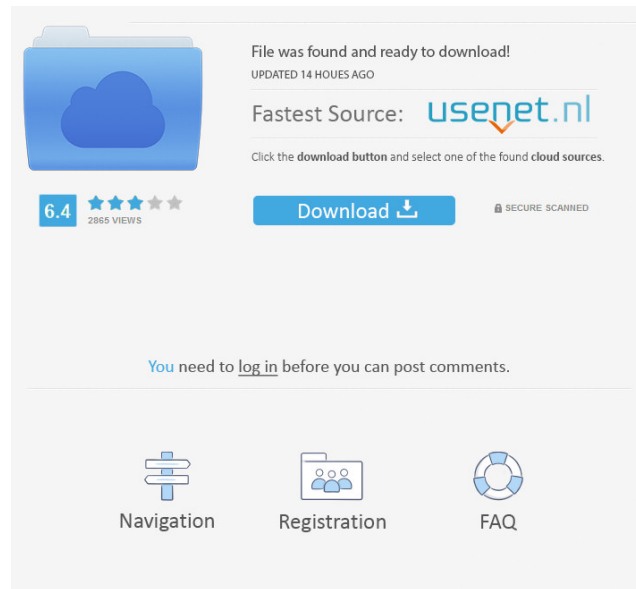 File was found and ready to download!
UPDATED 14 HOUES AGO
Fastest Source: usenet.nl
Click the download button and select one of the found cloud sources.
6.4
2865 VIEWS
Download
SECURE SCANNED
You need to log in before you can post comments.
Navigation
Registration
FAQ